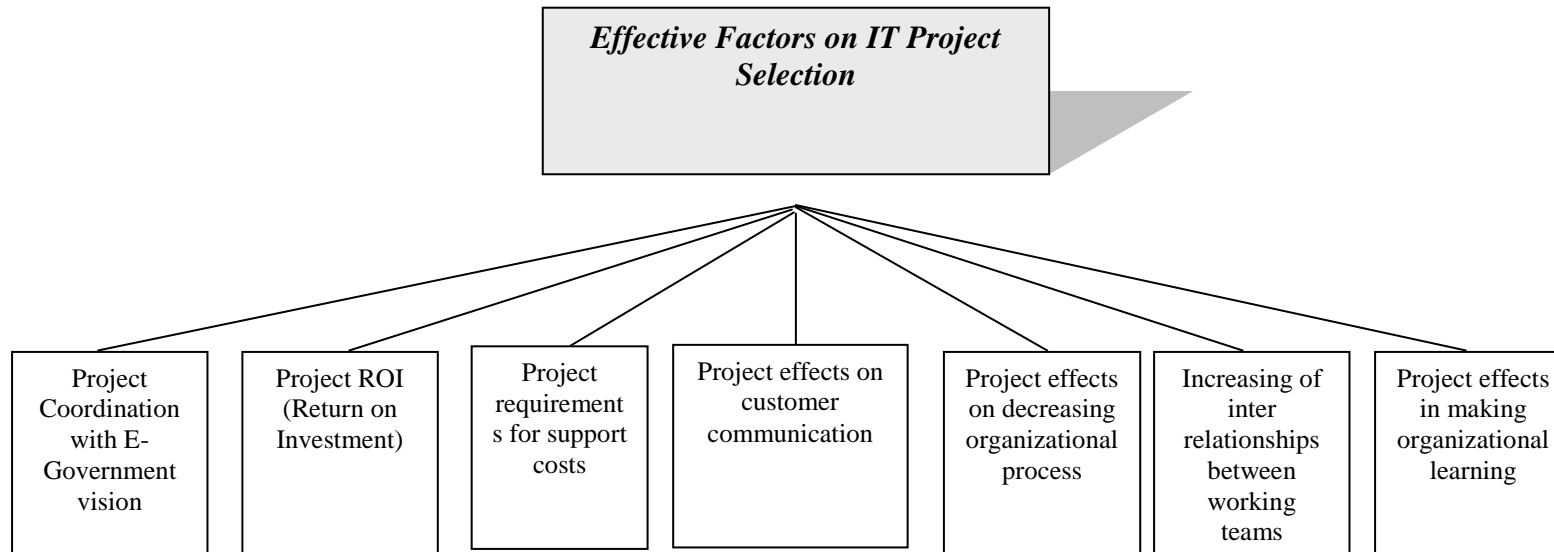 Effective Factors on IT Project
Selection
Project
Coordination
with E-
Government
vision
Project ROI
(Return on
Investment)
Project
requirement
s for support
costs
Project effects on
customer
communication
Project effects
on decreasing
organizational
process
Increasing of
inter
relationships
between
working
teams
Project effects
in making
organizational
learning